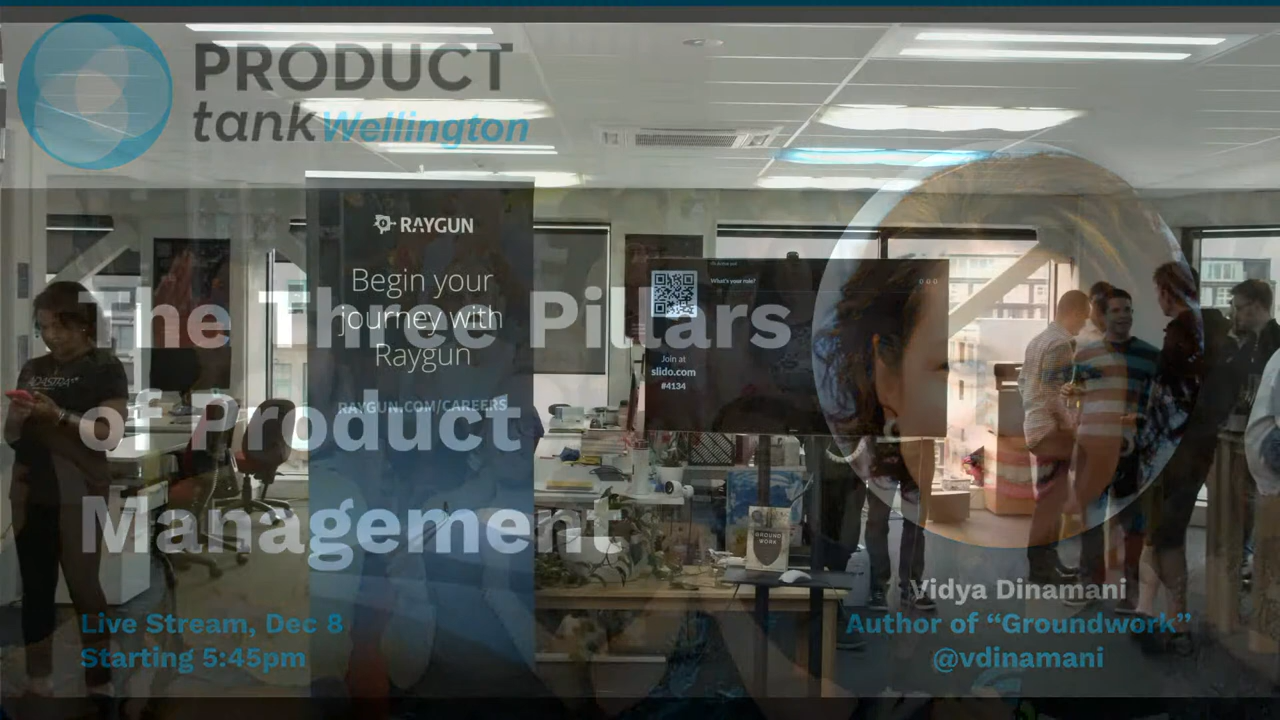 PRODUCT
tank Wellington
RAYGUN
Begin your
journey with
Raygun
RAYGUN.COM/CAREERS
The Three Pillars
of Product
Management
What's your role?
Join at
slido.com
#4134
GROUND
WORK
Live Stream, Dec 8
Starting 5:45pm
Vidya Dinamani
Author of “Groundwork”
@vdinamani